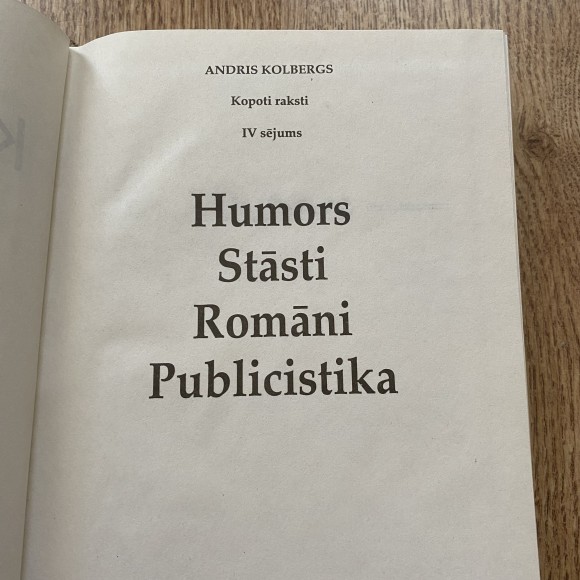 ANDRIS KOLBERGS
Kopoti raksti
IV sējums
Humors
Stāsti
Romāni
Publicistika